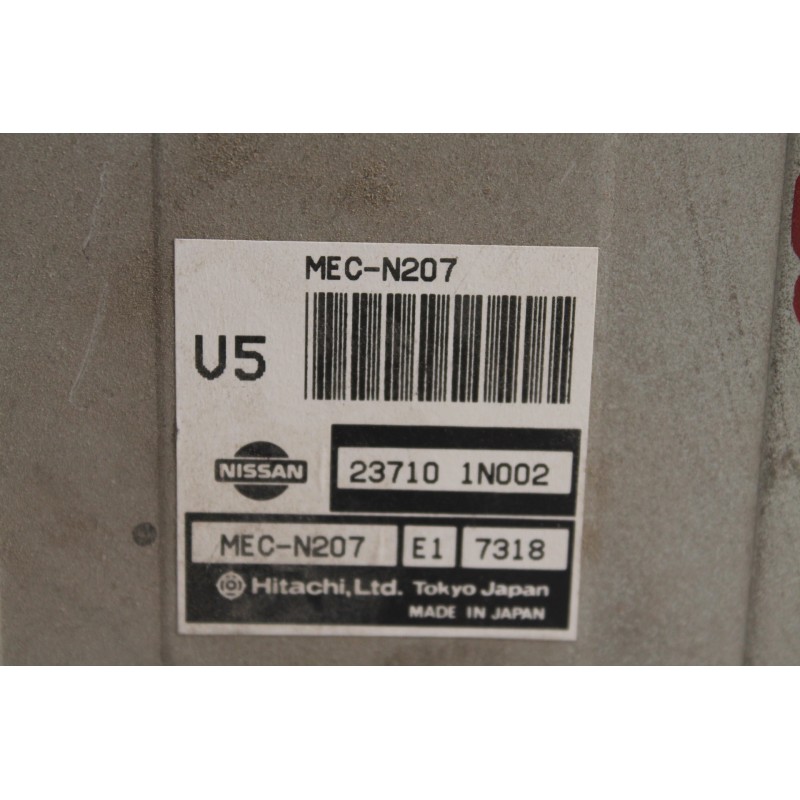 MEC-N207
V5
NISSAN
23710 1N002
MEC-N207 E1 7318
Hitachi, Ltd. Tokyo Japan
MADE IN JAPAN